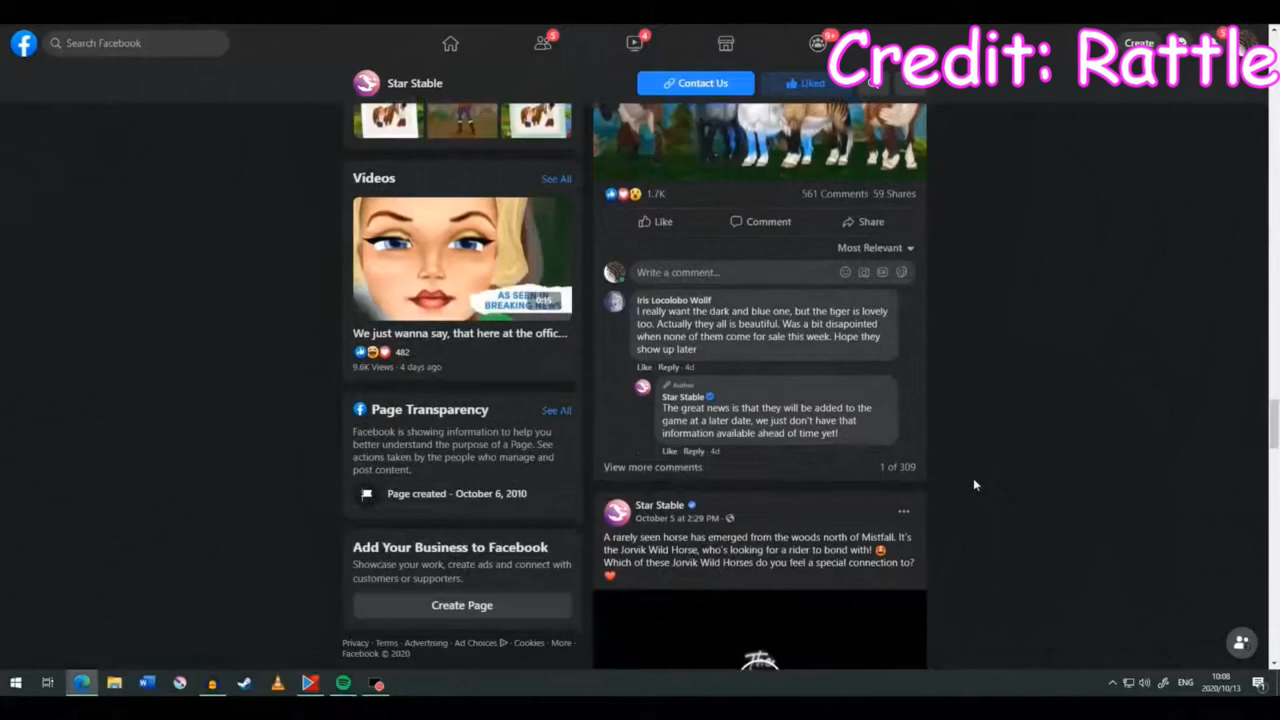 Search Facebook
5
4
9+
Create
Credit: Rattle
Star Stable
Contact Us
Liked
Videos
See All
AS SEEN IN
BREAKING NEWS
0:15
We just wanna say, that here at the offic...
482
9.6K Views · 4 days ago
Page Transparency
See All
Facebook is showing information to help you
better understand the purpose of a Page. See
actions taken by the people who manage and
post content.
Page created - October 6, 2010
Add Your Business to Facebook
Showcase your work, create ads and connect with
customers or supporters.
Create Page
Privacy · Terms · Advertising · Ad Choices · Cookies · More ·
Facebook © 2020
1.7K
561 Comments 59 Shares
Like
Comment
Share
Most Relevant
Write a comment...
GIF
Iris Locolobo Wollf
I really want the dark and blue one, but the tiger is lovely
too. Actually they all is beautiful. Was a bit disapointed
when none of them come for sale this week. Hope they
show up later
Like · Reply · 4d
Author
Star Stable
The great news is that they will be added to the
game at a later date, we just don't have that
information available ahead of time yet!
Like · Reply · 4d
View more comments
1 of 309
Star Stable
October 5 at 2:29 PM ·
A rarely seen horse has emerged from the woods north of Mistfall. It's
the Jorvik Wild Horse, who's looking for a rider to bond with! 🤩
Which of these Jorvik Wild Horses do you feel a special connection to?
❤️
The
ENG
10:08
2020/10/13